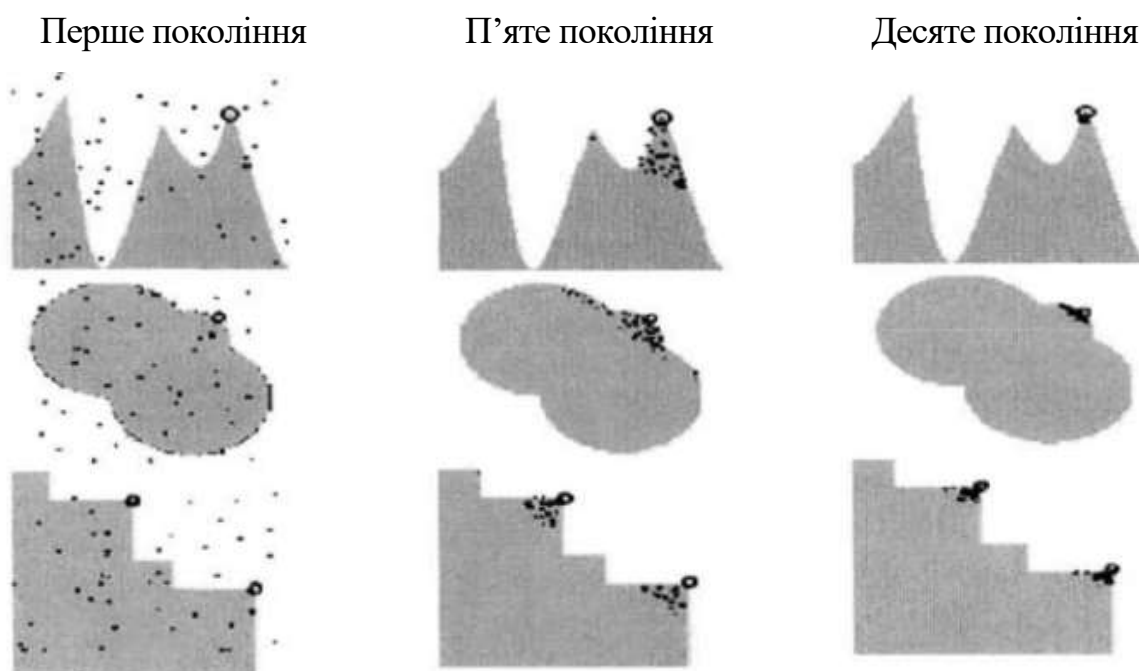 Перше покоління
П’яте покоління
Десяте покоління